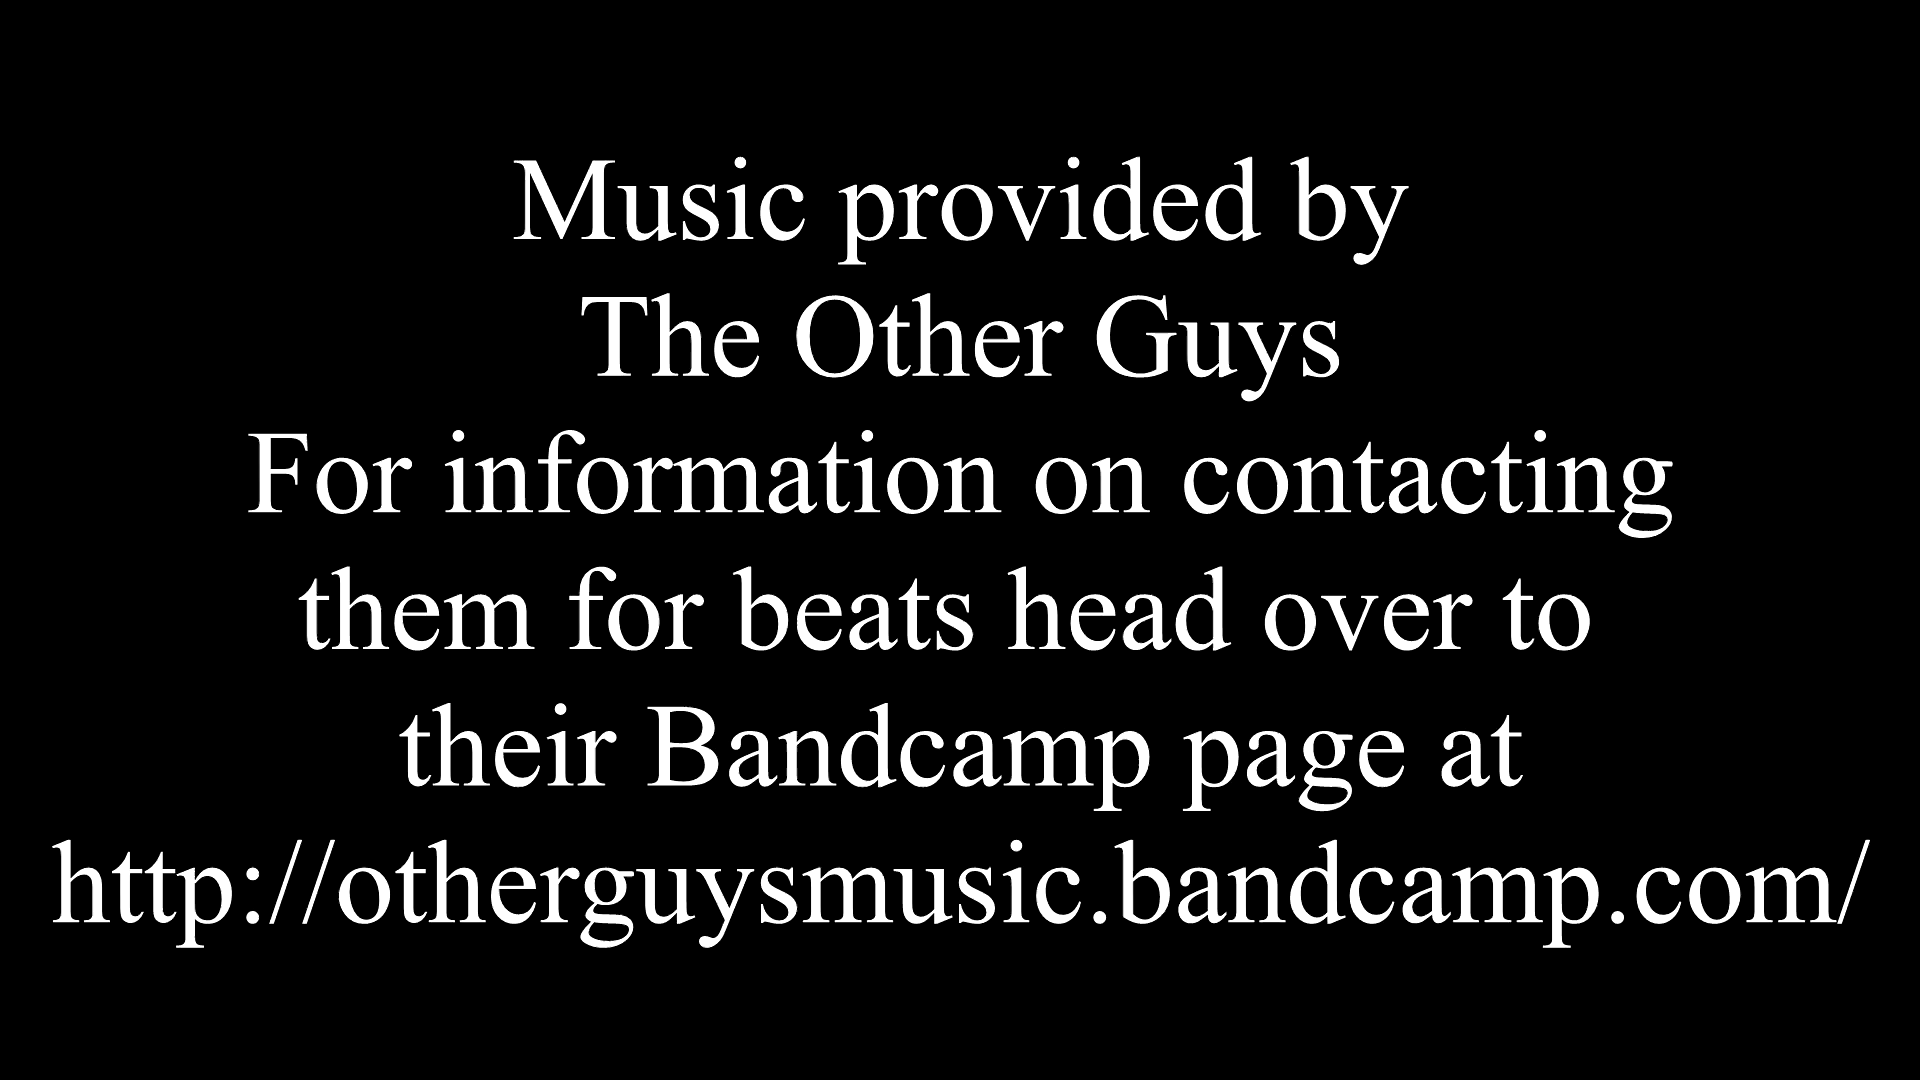 Music provided by
The Other Guys
For information on contacting
them for beats head over to
their Bandcamp page at
http://otherguysmusic.bandcamp.com/